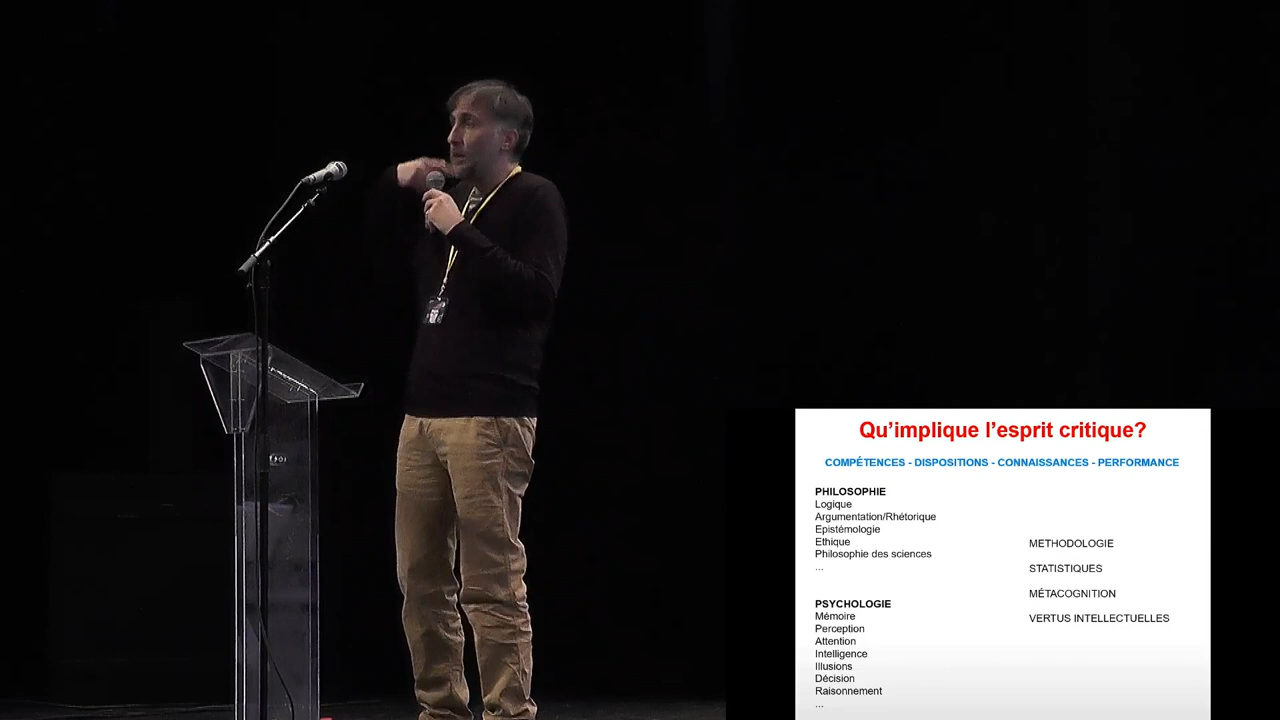 Qu'implique l'esprit critique?
COMPÉTENCES - DISPOSITIONS - CONNAISSANCES - PERFORMANCE
PHILOSOPHIE
Logique
Argumentation/Rhétorique
Epistémologie
Ethique
Philosophie des sciences
...
PSYCHOLOGIE
Mémoire
Perception
Attention
Intelligence
Illusions
Décision
Raisonnement
...
METHODOLOGIE
STATISTIQUES
MÉTACOGNITION
VERTUS INTELLECTUELLES